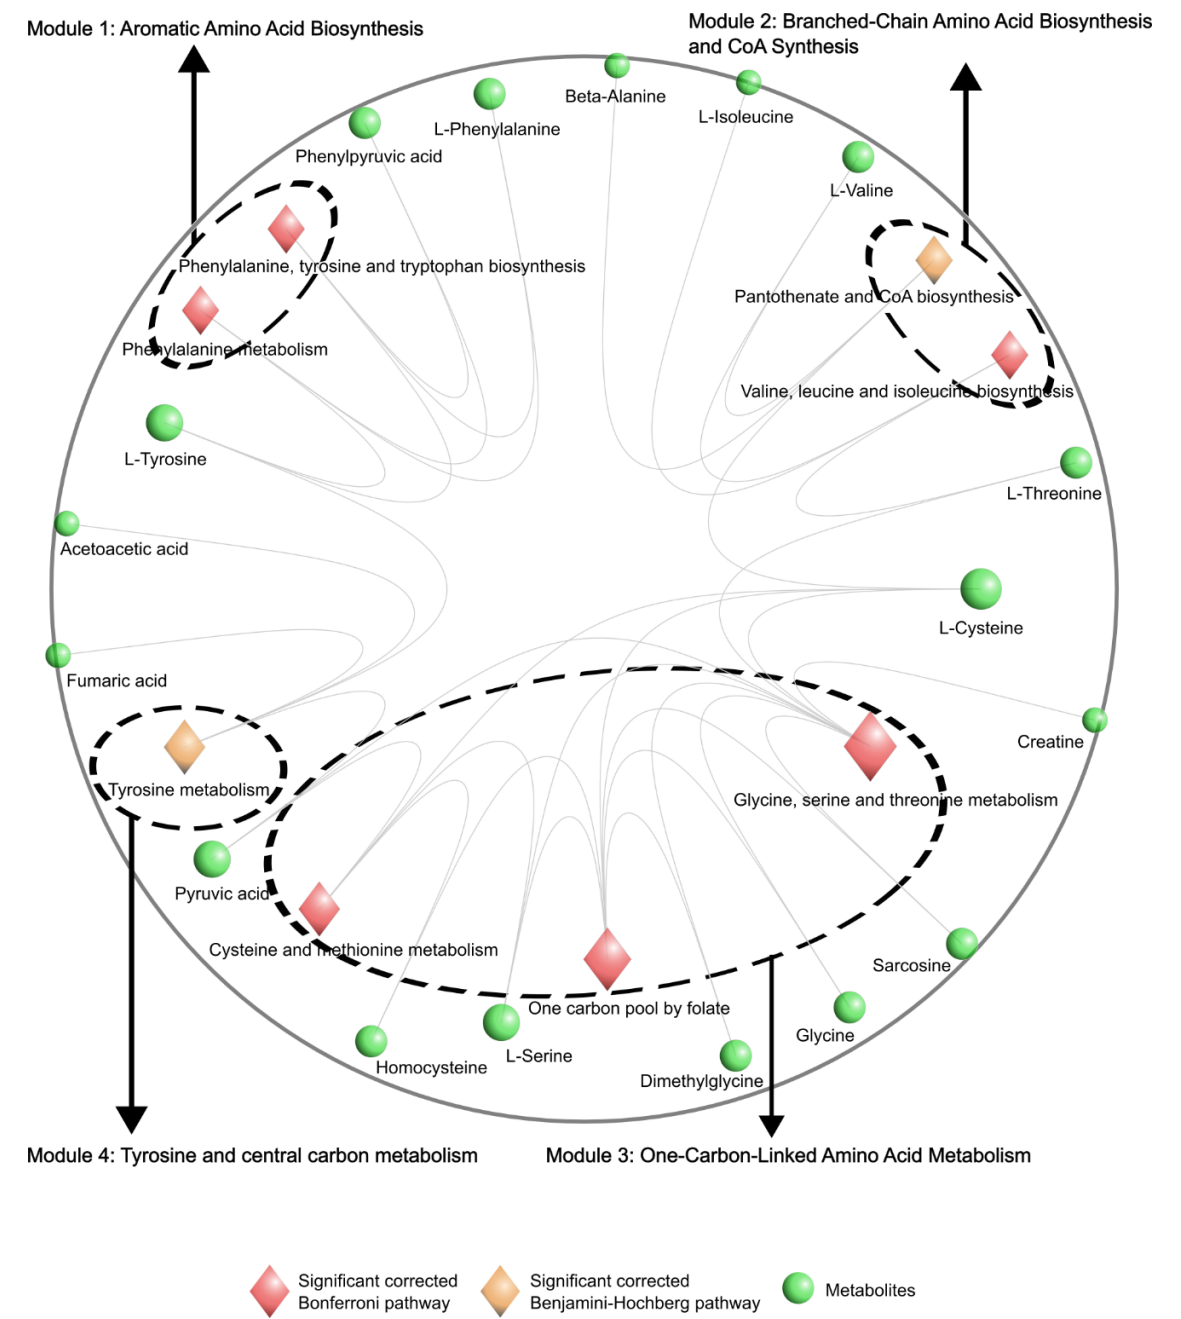 Module 1: Aromatic Amino Acid Biosynthesis
Module 2: Branched-Chain Amino Acid Biosynthesis
and CoA Synthesis
Beta-Alanine
L-Isoleucine
L-Phenylalanine
Phenylpyruvic acid
L-Valine
Phenylalanine, tyrosine and tryptophan biosynthesis
Pantothenate and CoA biosynthesis
Phenylalanine metabolism
Valine, leucine and isoleucine biosynthesis
L-Tyrosine
L-Threonine
Acetoacetic acid
L-Cysteine
Fumaric acid
Creatine
Tyrosine metabolism
Glycine, serine and threonine metabolism
Pyruvic acid
Cysteine and methionine metabolism
Sarcosine
One carbon pool by folate
Glycine
L-Serine
Homocysteine
Dimethylglycine
Module 4: Tyrosine and central carbon metabolism
Module 3: One-Carbon-Linked Amino Acid Metabolism
Significant corrected
Bonferroni pathway
Significant corrected
Benjamini-Hochberg pathway
Metabolites